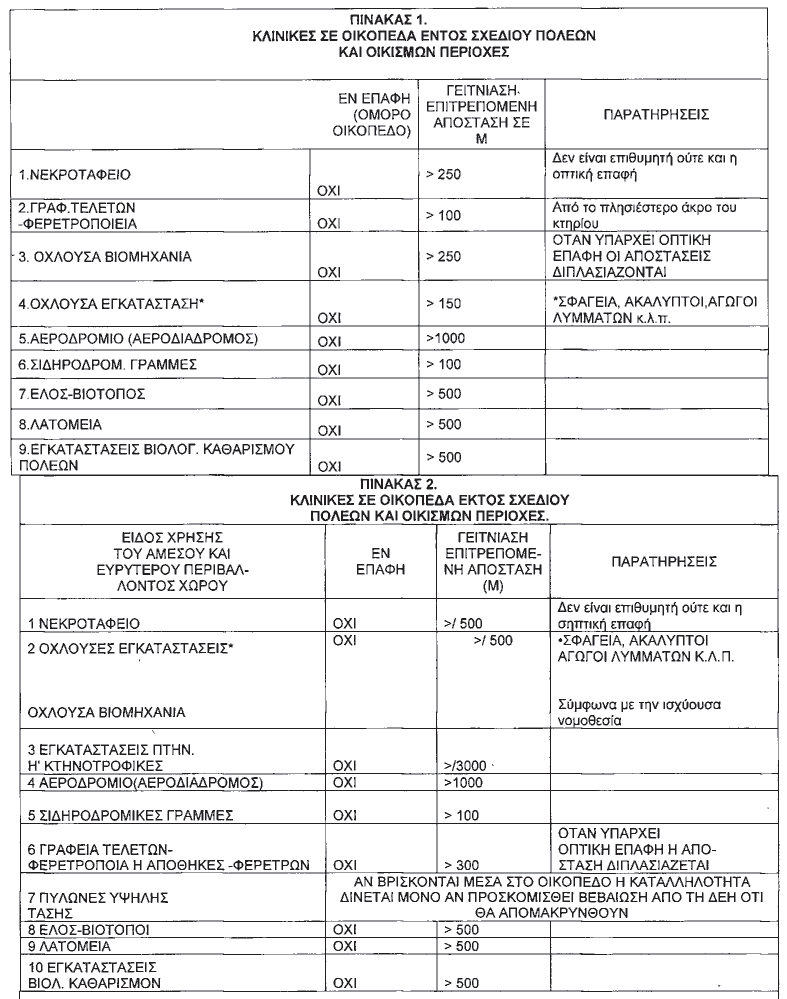 ΠΙΝΑΚΑΣ 1.
ΚΛΙΝΙΚΕΣ ΣΕ ΟΙΚΟΠΕΔΑ ΕΝΤΟΣ ΣΧΕΔΙΟΥ ΠΟΛΕΩΝ
ΚΑΙ ΟΙΚΙΣΜΩΝ ΠΕΡΙΟΧΕΣ
ΕΝ ΕΠΑΦΗ
(ΟΜΟΡΟ
ΟΙΚΟΠΕΔΟ)
ΓΕΙΤΝΙΑΣΗ
ΕΠΙΤΡΕΠΟΜΕΝΗ
ΑΠΟΣΤΑΣΗ ΣΕ
Μ
ΠΑΡΑΤΗΡΗΣΕΙΣ
1.ΝΕΚΡΟΤΑΦΕΙΟ
ΟΧΙ
> 250
Δεν είναι επιθυμητή ούτε και η
οπτική επαφή
2.ΓΡΑΦ.ΤΕΛΕΤΩΝ
-ΦΕΡΕΤΡΟΠΟΙΕΙΑ
ΟΧΙ
> 100
Από το πλησιέστερο άκρο του
κτηρίου
3. ΟΧΛΟΥΣΑ ΒΙΟΜΗΧΑΝΙΑ
ΟΧΙ
> 250
ΟΤΑΝ ΥΠΑΡΧΕΙ ΟΠΤΙΚΗ
ΕΠΑΦΗ ΟΙ ΑΠΟΣΤΑΣΕΙΣ
ΔΙΠΛΑΣΙΑΖΟΝΤΑΙ
4.ΟΧΛΟΥΣΑ ΕΓΚΑΤΑΣΤΑΣΗ*
ΟΧΙ
> 150
*ΣΦΑΓΕΙΑ, ΑΚΑΛΥΠΤΟΙ,ΑΓΩΓΟΙ
ΛΥΜΜΑΤΩΝ κ.λ.π.
5.ΑΕΡΟΔΡΟΜΙΟ (ΑΕΡΟΔΙΑΔΡΟΜΟΣ)
ΟΧΙ
>1000
6.ΣΙΔΗΡΟΔΡΟΜ. ΓΡΑΜΜΕΣ
ΟΧΙ
> 100
7.ΕΛΟΣ-ΒΙΟΤΟΠΟΣ
ΟΧΙ
> 500
8.ΛΑΤΟΜΕΙΑ
ΟΧΙ
> 500
9.ΕΓΚΑΤΑΣΤΑΣΕΙΣ ΒΙΟΛΟΓ. ΚΑΘΑΡΙΣΜΟΥ
ΠΟΛΕΩΝ
ΟΧΙ
> 500
ΠΙΝΑΚΑΣ 2.
ΚΛΙΝΙΚΕΣ ΣΕ ΟΙΚΟΠΕΔΑ ΕΚΤΟΣ ΣΧΕΔΙΟΥ
ΠΟΛΕΩΝ ΚΑΙ ΟΙΚΙΣΜΩΝ ΠΕΡΙΟΧΕΣ.
ΕΙΔΟΣ ΧΡΗΣΗΣ
ΤΟΥ ΑΜΕΣΟΥ ΚΑΙ
ΕΥΡΥΤΕΡΟΥ ΠΕΡΙΒΑΛ-
ΛΟΝΤΟΣ ΧΩΡΟΥ
ΕΝ
ΕΠΑΦΗ
ΓΕΙΤΝΙΑΣΗ
ΕΠΙΤΡΕΠΟΜΕ-
ΝΗ ΑΠΟΣΤΑΣΗ
(Μ)
ΠΑΡΑΤΗΡΗΣΕΙΣ
1 ΝΕΚΡΟΤΑΦΕΙΟ
ΟΧΙ
>/ 500
Δεν είναι επιθυμητή ούτε και η
σηπτική επαφή
2 ΟΧΛΟΥΣΕΣ ΕΓΚΑΤΑΣΤΑΣΕΙΣ*
ΟΧΙ
>/ 500
•ΣΦΑΓΕΙΑ, ΑΚΑΛΥΠΤΟΙ
ΑΓΩΓΟΙ ΛΥΜΜΑΤΩΝ Κ.Λ.Π.
ΟΧΛΟΥΣΑ ΒΙΟΜΗΧΑΝΙΑ
Σύμφωνα με την ισχύουσα
νομοθεσία
3 ΕΓΚΑΤΑΣΤΑΣΕΙΣ ΠΤΗΝ.
Η' ΚΤΗΝΟΤΡΟΦΙΚΕΣ
ΟΧΙ
>/3000
4 ΑΕΡΟΔΡΟΜΙΟ(ΑΕΡΟΔΙΑΔΡΟΜΟΣ)
ΟΧΙ
>1000
5 ΣΙΔΗΡΟΔΡΟΜΙΚΕΣ ΓΡΑΜΜΕΣ
ΟΧΙ
> 100
6 ΓΡΑΦΕΙΑ ΤΕΛΕΤΩΝ-
ΦΕΡΕΤΡΟΠΟΙΑ Η ΑΠΟΘΗΚΕΣ -ΦΕΡΕΤΡΩΝ
ΟΧΙ
> 300
ΟΤΑΝ ΥΠΑΡΧΕΙ
ΟΠΤΙΚΗ ΕΠΑΦΗ Η ΑΠΟ-
ΣΤΑΣΗ ΔΙΠΛΑΣΙΑΖΕΤΑΙ
7 ΠΥΛΩΝΕΣ ΥΨΗΛΗΣ
ΤΑΣΗΣ
ΑΝ ΒΡΙΣΚΟΝΤΑΙ ΜΕΣΑ ΣΤΟ ΟΙΚΟΠΕΔΟ Η ΚΑΤΑΛΛΗΛΟΤΗΤΑ
ΔΙΝΕΤΑΙ ΜΟΝΟ ΑΝ ΠΡΟΣΚΟΜΙΣΘΕΙ ΒΕΒΑΙΩΣΗ ΑΠΟ ΤΗ ΔΕΗ ΟΤΙ
ΘΑ ΑΠΟΜΑΚΡΥΝΘΟΥΝ
8 ΕΛΟΣ-ΒΙΟΤΟΠΟΙ
ΟΧΙ
> 500
9 ΛΑΤΟΜΕΙΑ
ΟΧΙ
> 500
10 ΕΓΚΑΤΑΣΤΑΣΕΙΣ
ΒΙΟΛ. ΚΑΘΑΡΙΣΜΟΝ
ΟΧΙ
> 500